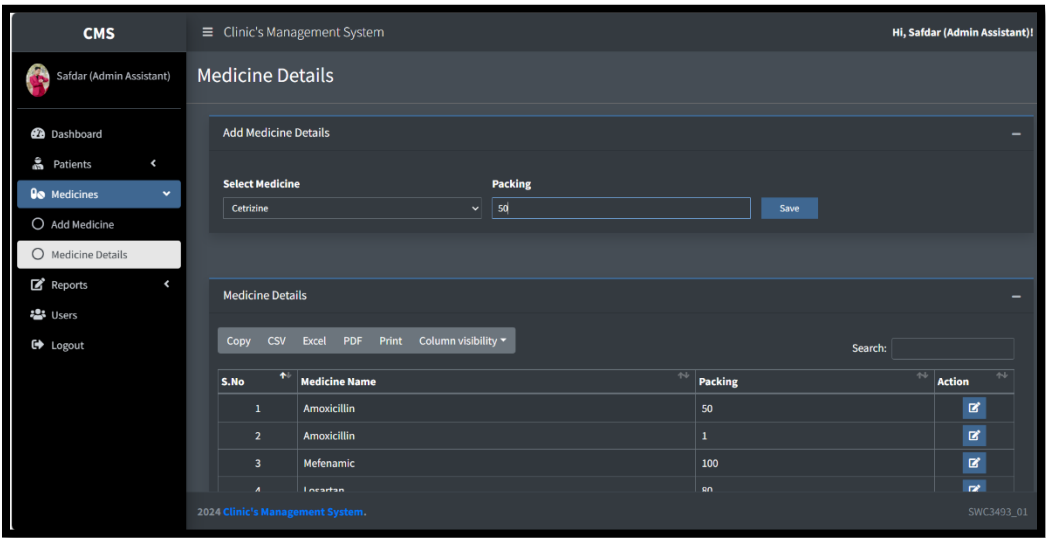 CMS
Clinic's Management System
Hi, Safdar (Admin Assistant)!
Safdar (Admin Assistant)
Dashboard
Patients
Medicines
Add Medicine
Medicine Details
Reports
Users
Logout
Medicine Details
Add Medicine Details
Select Medicine Packing
Cetrizine 50 Save
Medicine Details
Copy CSV Excel PDF Print Column visibility
Search:
S.No Medicine Name Packing Action
1 Amoxicillin 50
2 Amoxicillin 1
3 Mefenamic 100
4 Losartan 80
2024 Clinic's Management System.
SWC3493_01